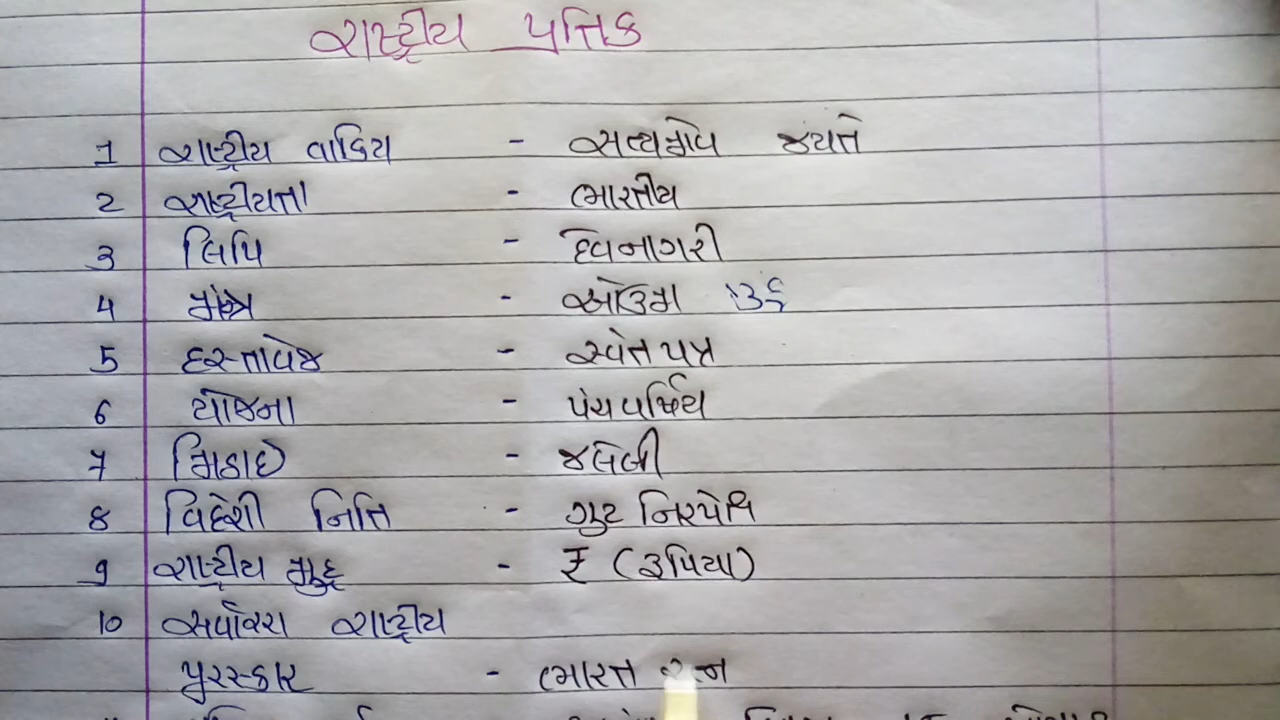 રાષ્ટ્રીય પ્રતિક
1 રાષ્ટ્રીય વાક્ય - સત્યમેવ જયતે
2 રાષ્ટ્રીયતા - ભારતીય
3 લિપિ - દેવનાગરી
4 મંત્ર - ઓઉમ
5 દસ્તાવેજ - સ્વેતપત્ર
6 યોજના - પંચવર્ષિય
7 મિઠાઇ - જલેબી
8 વિદેશી નિતિ - ગુટ નિરપેક્ષ
9 રાષ્ટ્રીય મુદ્રા - ₹ (રૂપિયા)
10 રાષ્ટ્રીય
પુરસ્કાર - ભારત રત્ન